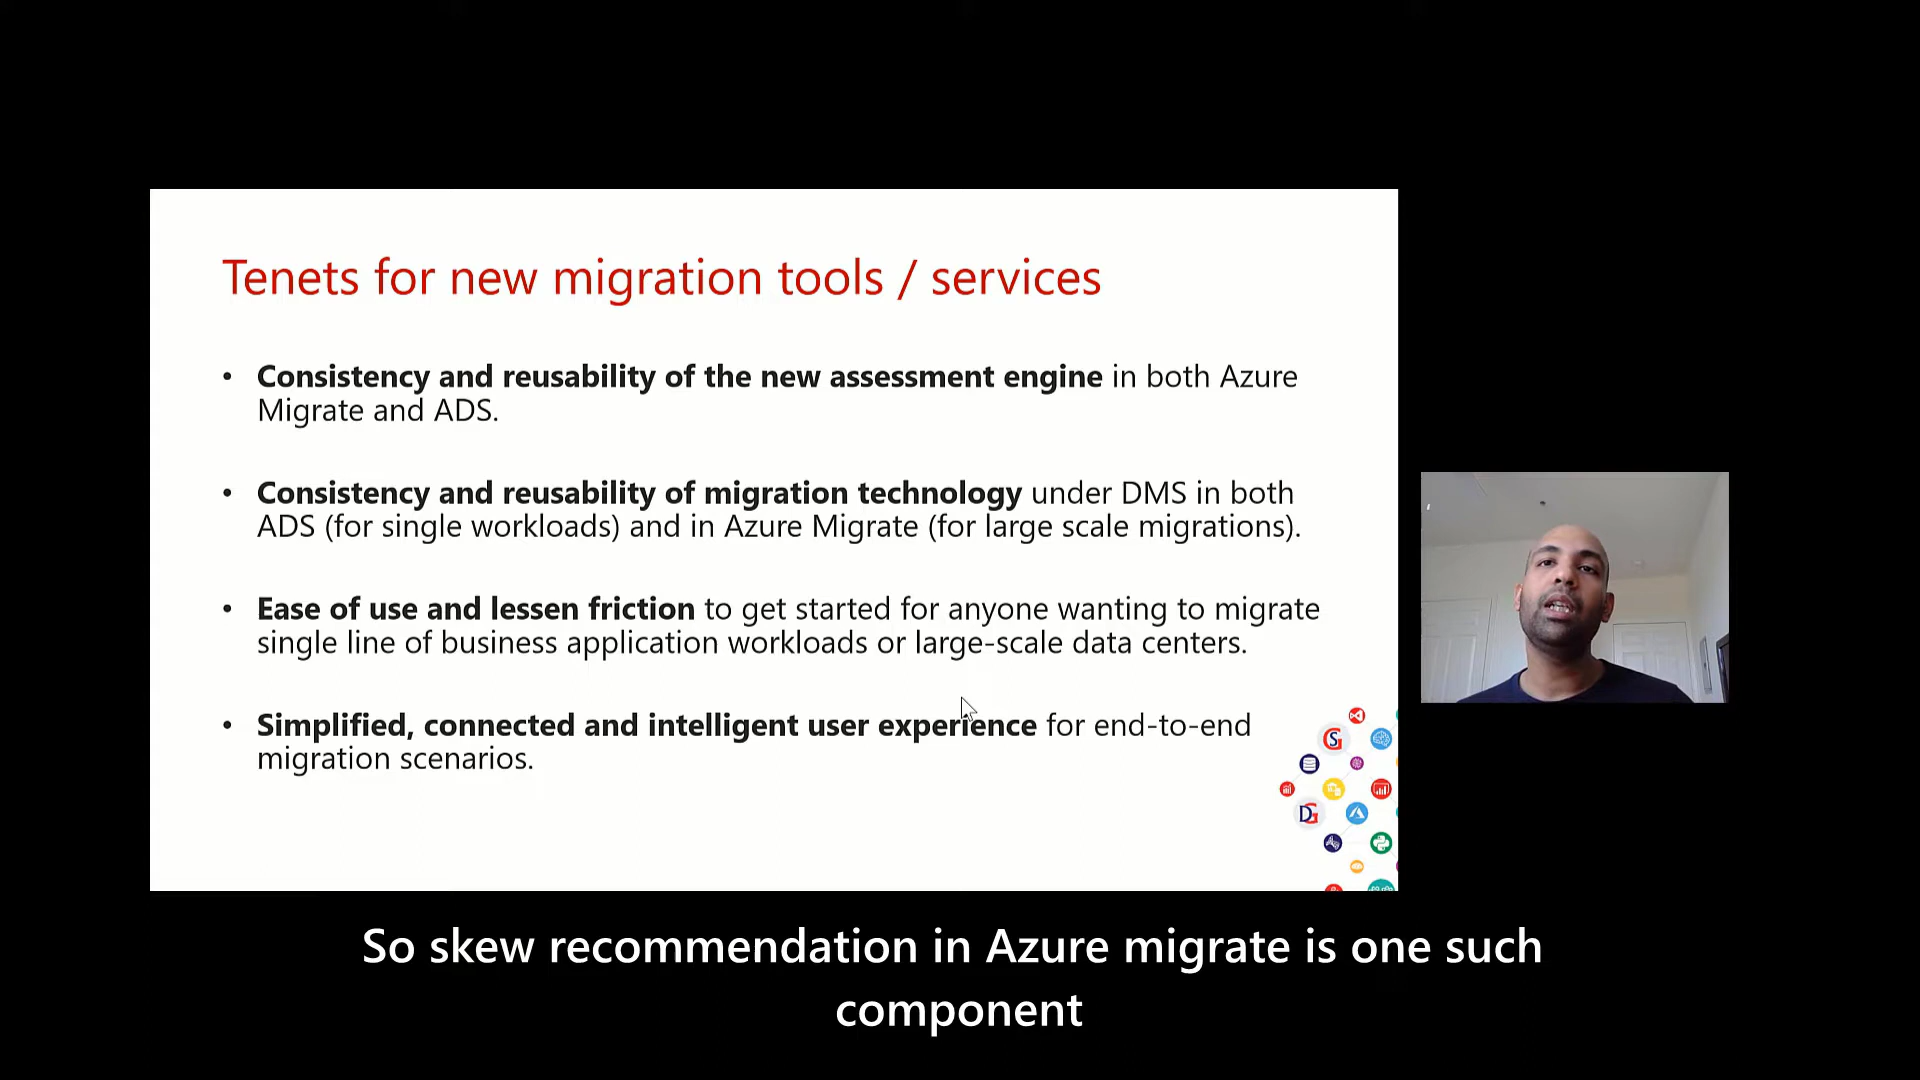 Tenets for new migration tools / services
• Consistency and reusability of the new assessment engine in both Azure
Migrate and ADS.
• Consistency and reusability of migration technology under DMS in both
ADS (for single workloads) and in Azure Migrate (for large scale migrations).
• Ease of use and lessen friction to get started for anyone wanting to migrate
single line of business application workloads or large-scale data centers.
• Simplified, connected and intelligent user experience for end-to-end
migration scenarios.
GS
DG
So skew recommendation in Azure migrate is one such
component